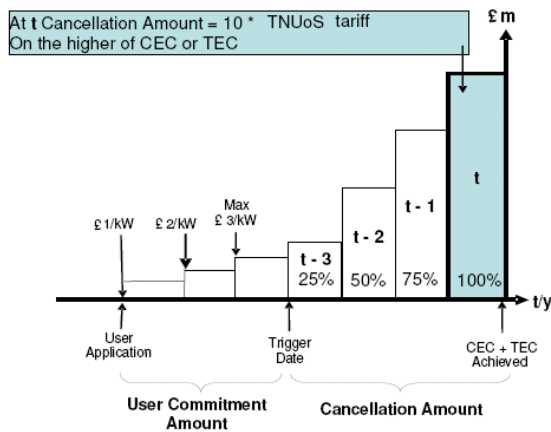 At t Cancellation Amount = 10 * TNUoS tariff
On the higher of CEC or TEC
£ m
t
t - 1
t - 2
t - 3
25%
50%
75%
100%
Max
£ 3/kW
£ 2/kW
£ 1/kW
t/y
User
Application
Trigger
Date
CEC + TEC
Achieved
User Commitment
Amount
Cancellation Amount